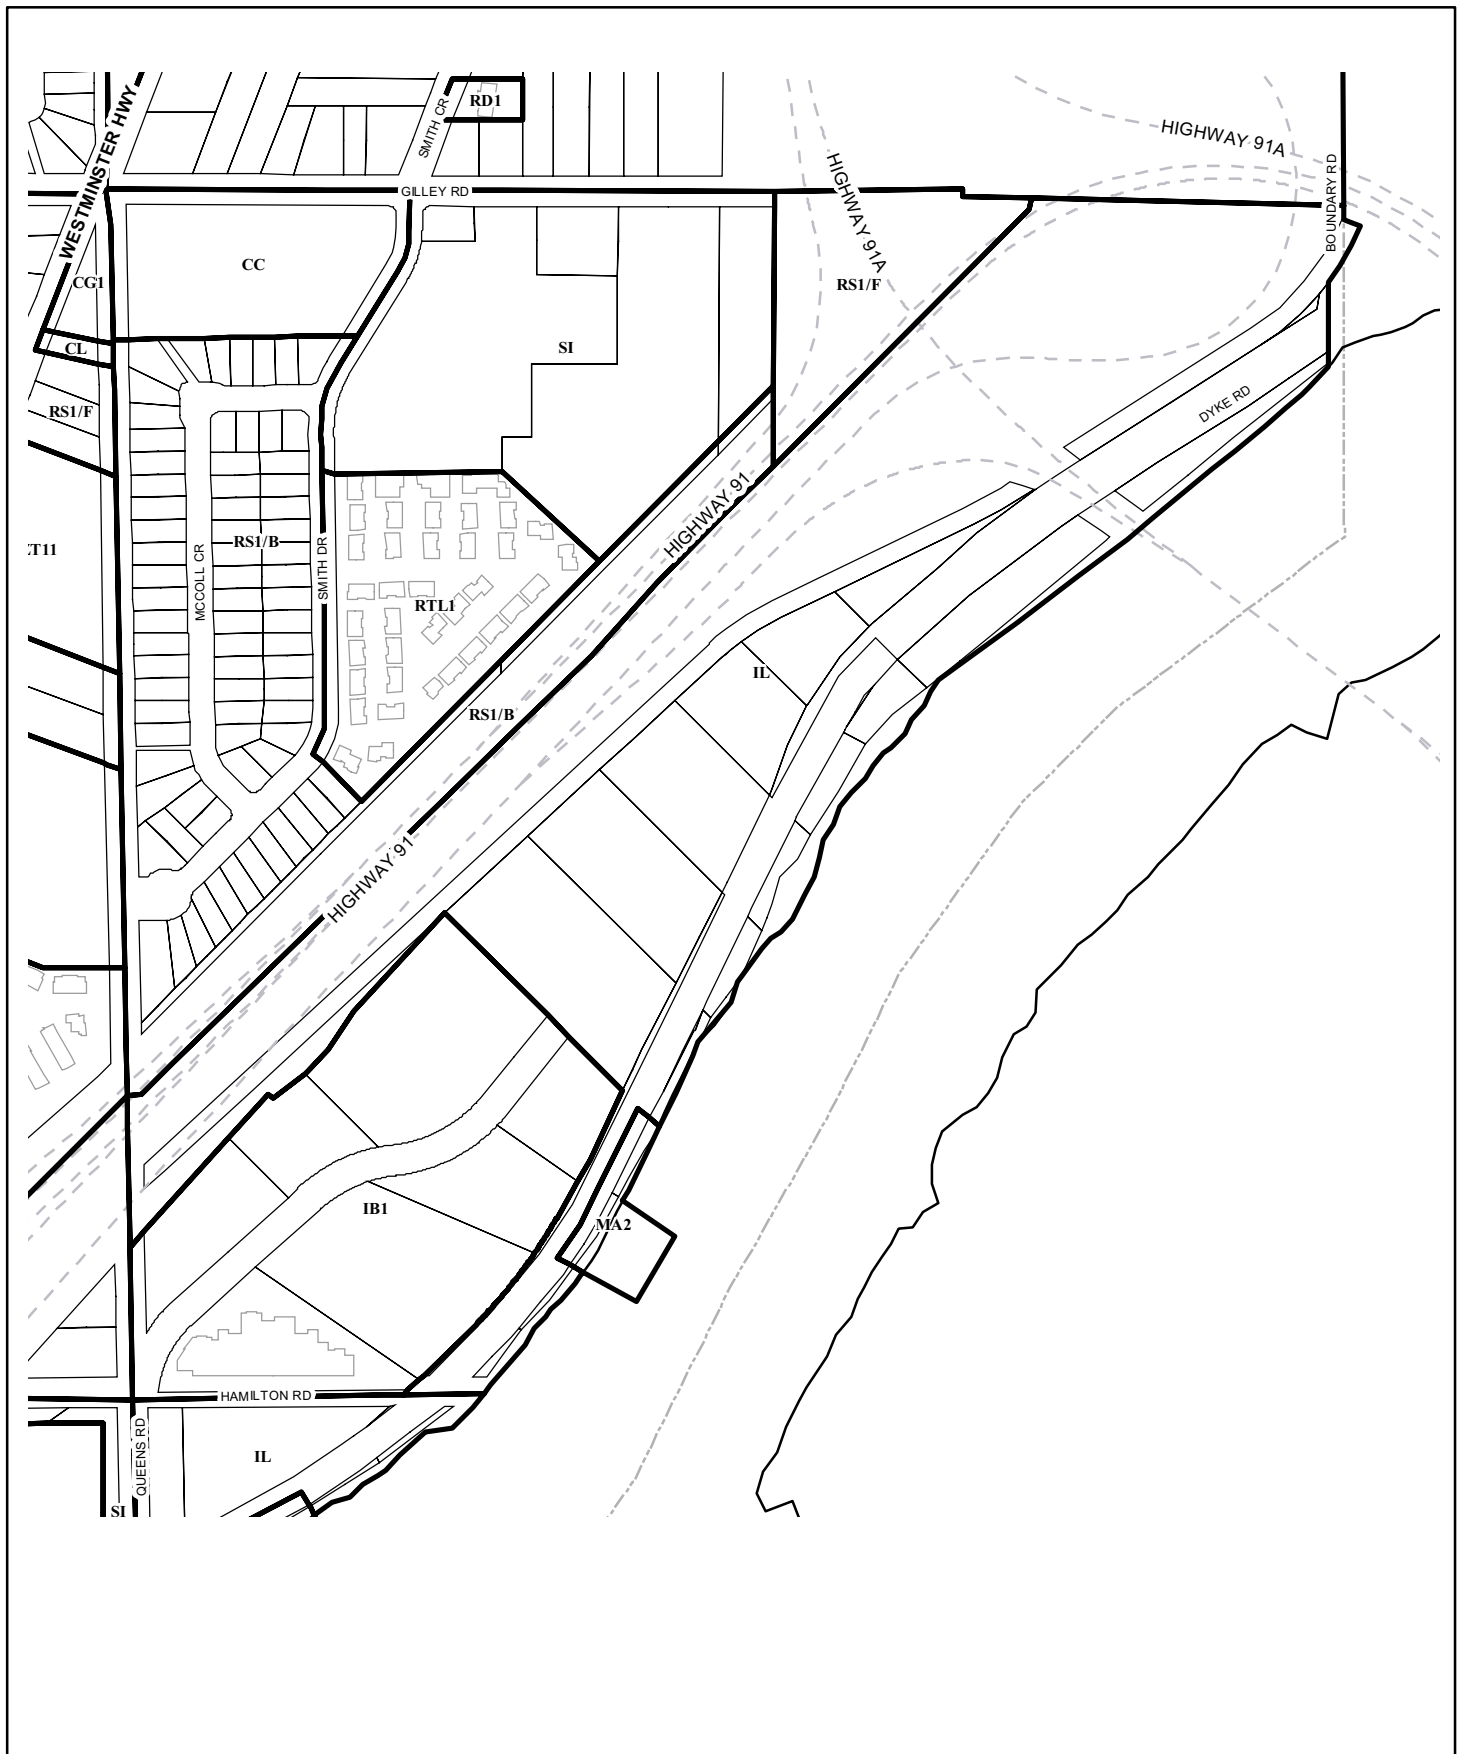 RD1
WESTMINSTER HWY
SMITH CR
HIGHWAY 91A
GILLEY RD
HIGHWAY 91A
BOUNDARY RD
CC
CG1
RS1/F
CL
SI
RS1/F
DYKE RD
HIGHWAY 91
T11
RS1/B
MCCOLL CR
SMITH DR
RTL1
IL
RS1/B
HIGHWAY 91
IB1
MA2
HAMILTON RD
QUEENS RD
IL
SI